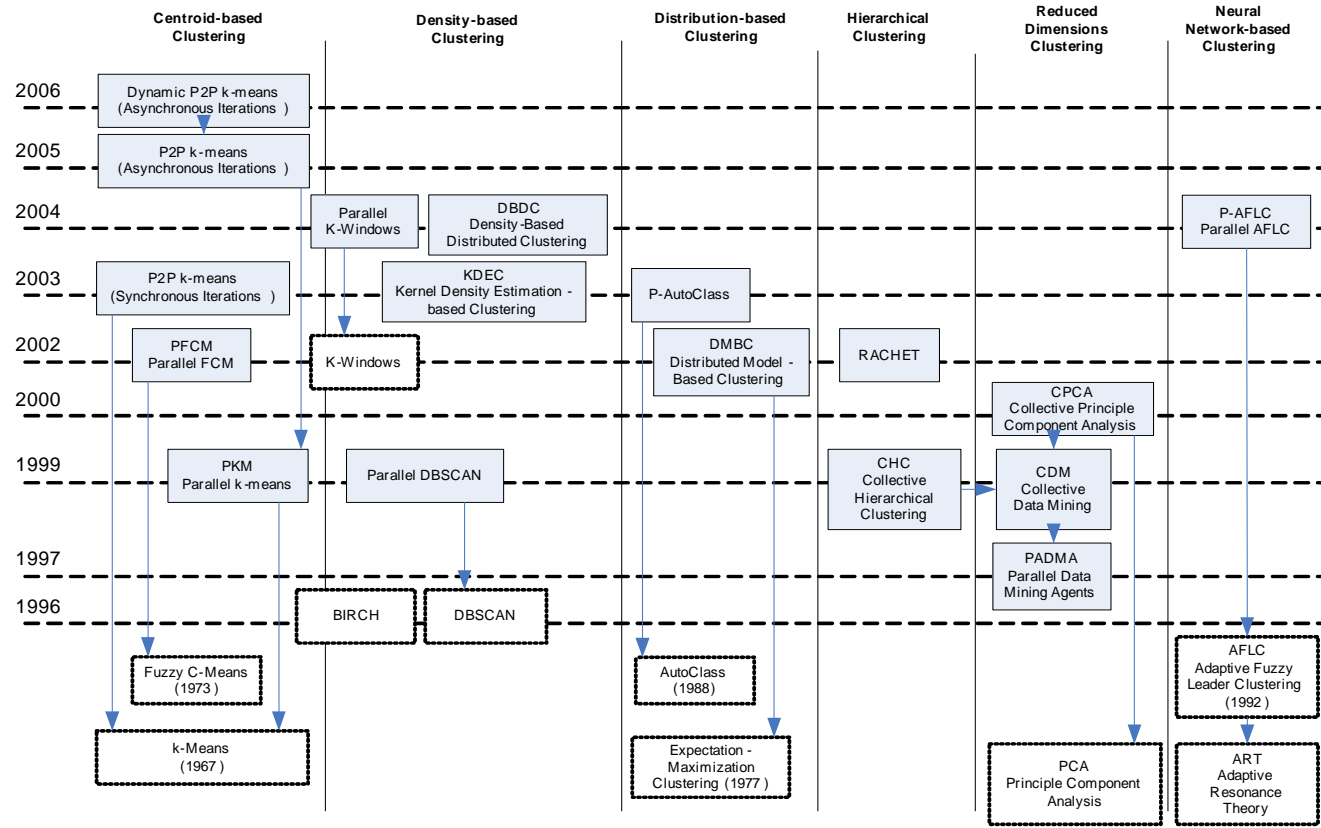 Centroid-based
Clustering
Density-based
Clustering
Distribution-based
Clustering
Hierarchical
Clustering
Reduced
Dimensions
Clustering
Neural
Network-based
Clustering
2006
Dynamic P2P k-means
(Asynchronous Iterations )
2005
P2P k-means
(Asynchronous Iterations )
2004
Parallel
K-Windows
DBDC
Density-Based
Distributed Clustering
P-AFLC
Parallel AFLC
2003
P2P k-means
(Synchronous Iterations )
KDEC
Kernel Density Estimation -
based Clustering
P-AutoClass
2002
PFCM
Parallel FCM
K-Windows
DMBC
Distributed Model -
Based Clustering
RACHET
2000
CPCA
Collective Principle
Component Analysis
1999
PKM
Parallel k-means
Parallel DBSCAN
CHC
Collective
Hierarchical
Clustering
CDM
Collective
Data Mining
1997
PADMA
Parallel Data
Mining Agents
1996
BIRCH
DBSCAN
Fuzzy C-Means
(1973 )
AutoClass
(1988)
AFLC
Adaptive Fuzzy
Leader Clustering
(1992 )
k-Means
(1967 )
Expectation -
Maximization
Clustering (1977 )
PCA
Principle Component
Analysis
ART
Adaptive
Resonance
Theory